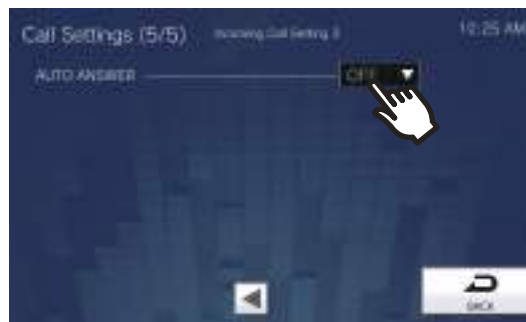 Call Settings (5/5) Incoming Call Setting 3 10:25 AM
AUTO ANSWER OFF
BACK